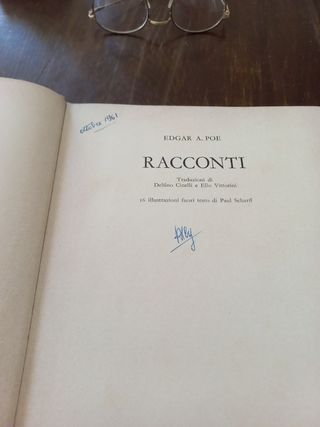 ottobre 1961
EDGAR A. POE
RACCONTI
Traduzioni di
Delfino Cinelli e Elio Vittorini
16 illustrazioni fuori testo di Paul Scharff